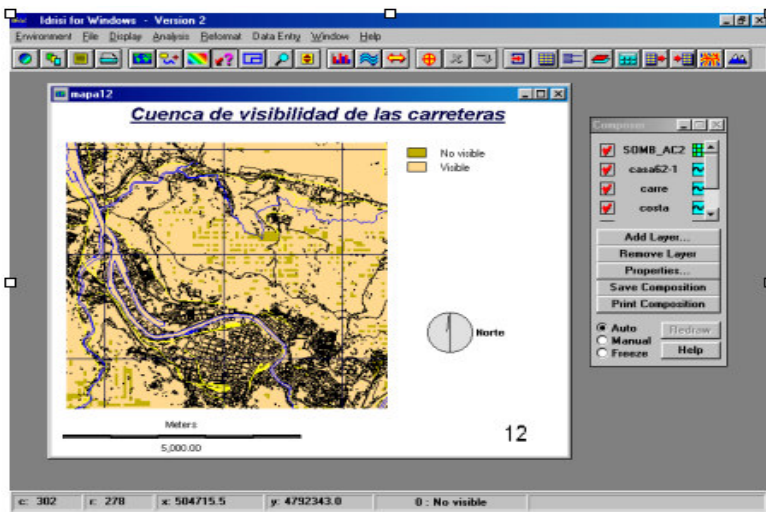 Idrisi for Windows - Version 2
Environment File Display Analysis Reformat Data Entry Window Help
mapa12
Cuenca de visibilidad de las carreteras
No visible
Visible
Norte
Meters
5,000.00
12
Composer
SOMB_AC2
casa62-1
carre
costa
Add Layer...
Remove Layer
Properties...
Save Composition
Print Composition
Auto
Manual
Freeze
Redraw
Help
c: 302 r: 278 x: 504715.5 y: 4792343.0 0 : No visible